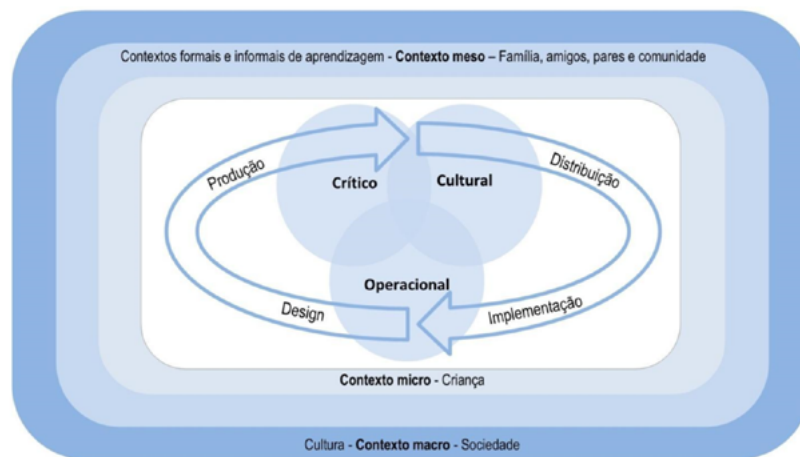 Contextos formais e informais de aprendizagem - Contexto meso – Família, amigos, pares e comunidade
Produção
Distribuição
Crítico
Cultural
Operacional
Design
Implementação
Contexto micro - Criança
Cultura - Contexto macro - Sociedade